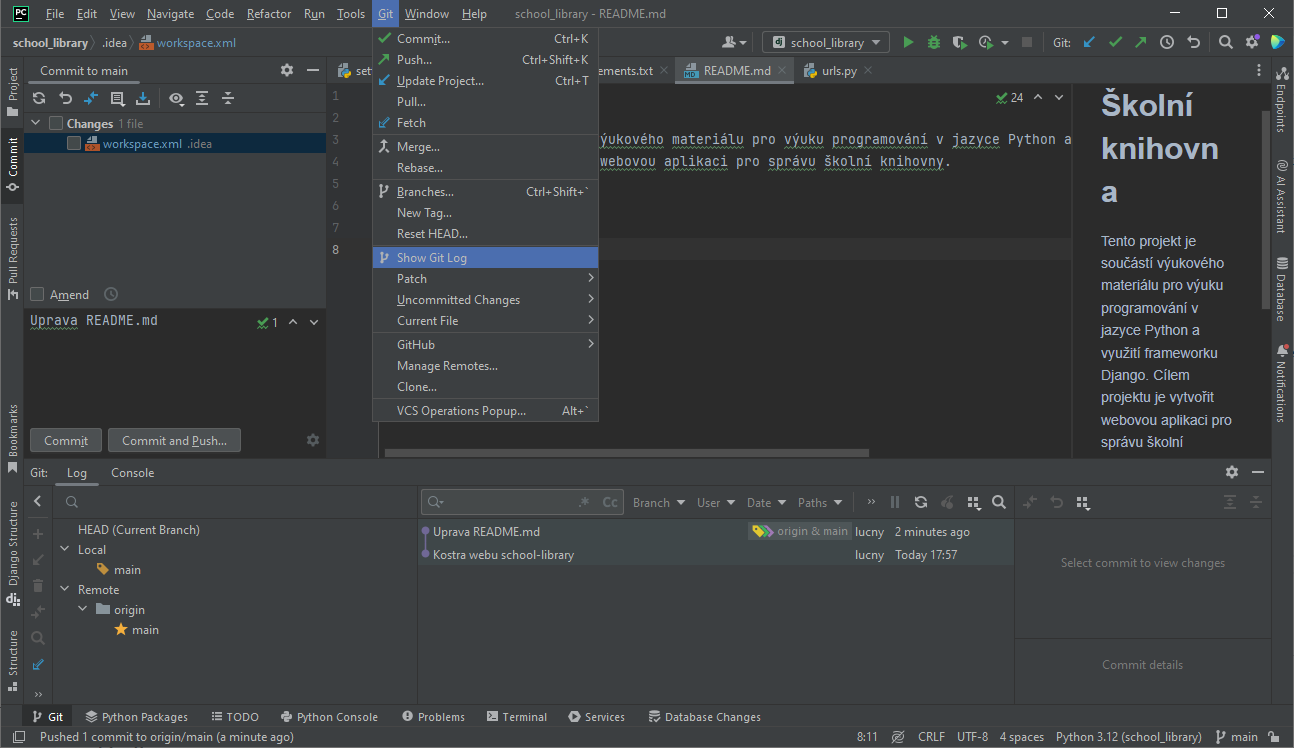 PC File Edit View Navigate Code Refactor Run Tools Git Window Help school_library - README.md
school_library .idea workspace.xml
school_library Git:
Project
Commit
Pull Requests
Bookmarks
Django Structure
Structure
Commit to main
Changes 1 file
workspace.xml .idea
Amend
Uprava README.md 1
Commit Commit and Push...
Commit... Ctrl+K
Push... Ctrl+Shift+K
Update Project... Ctrl+T
Pull...
Fetch
Merge...
Rebase...
Branches... Ctrl+Shift+`
New Tag...
Reset HEAD...
Show Git Log
Patch
Uncommitted Changes
Current File
GitHub
Manage Remotes...
Clone...
VCS Operations Popup... Alt+`
set ements.txt README.md urls.py
24
1
2
3 ýukového materiálu pro výuku programování v jazyce Python a
4 webovou aplikaci pro správu školní knihovny.
5
6
7
8
Školní
knihovn
a
Tento projekt je
součástí výukového
materiálu pro výuku
programování v
jazyce Python a
využití frameworku
Django. Cílem
projektu je vytvořit
webovou aplikaci pro
správu školní
Endpoints
AI Assistant
Database
Notifications
Git: Log Console
HEAD (Current Branch)
Local
main
Remote
origin
main
.* Cc Branch User Date Paths
Uprava README.md origin & main lucny 2 minutes ago
Kostra webu school-library lucny Today 17:57
Select commit to view changes
Commit details
Git Python Packages TODO Python Console Problems Terminal Services Database Changes
Pushed 1 commit to origin/main (a minute ago) 8:11 CRLF UTF-8 4 spaces Python 3.12 (school_library) main